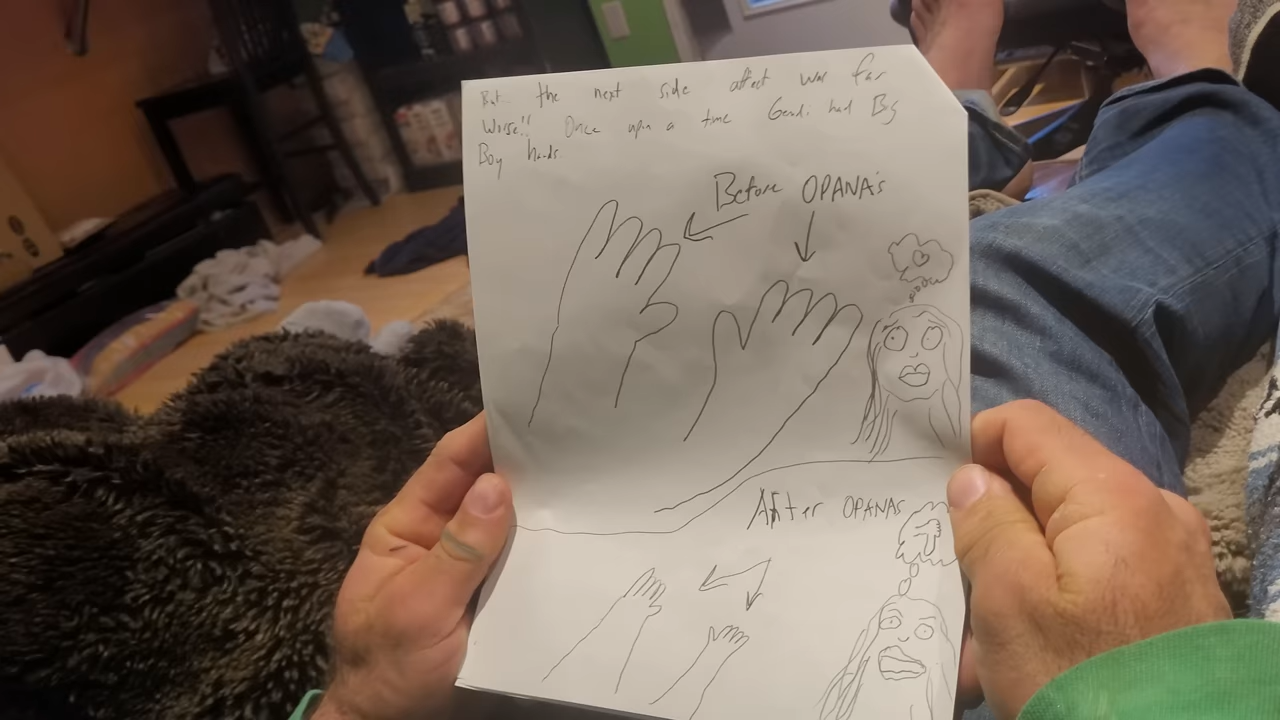 But the next side affect was far
Worse!! Once upon a time had Big
Boy hands.
Before OPANA's
After OPANAS